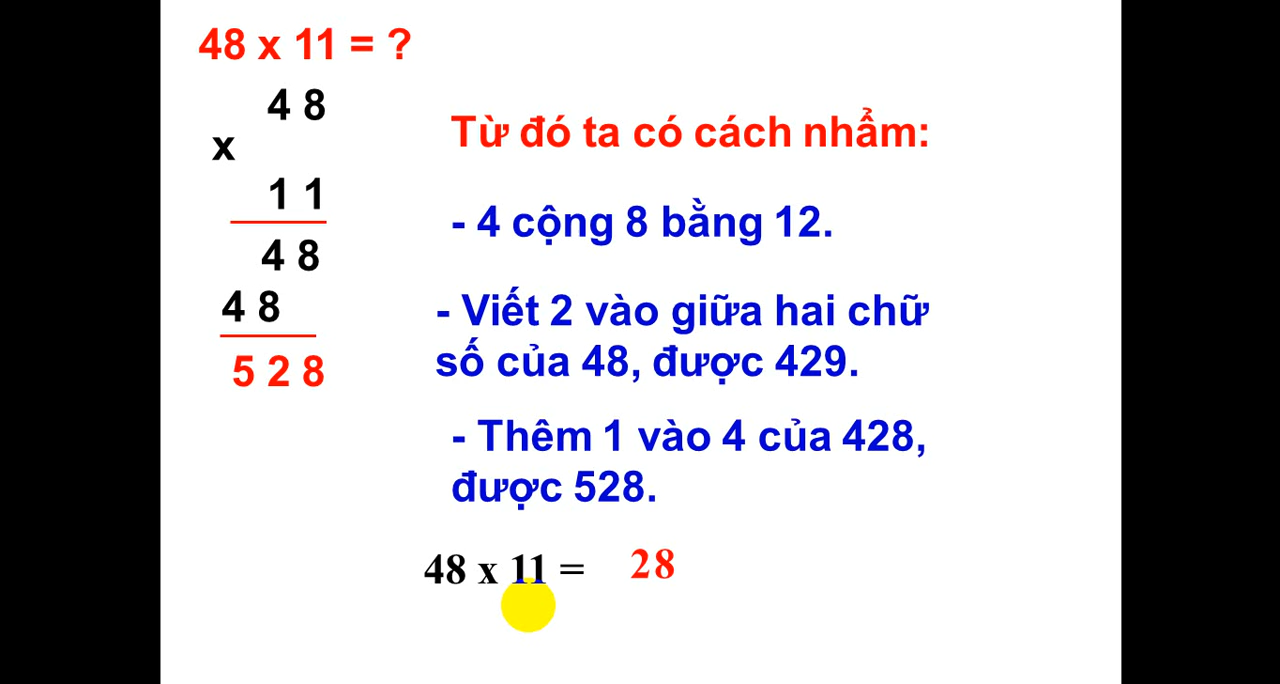 48 x 11 = ?
4 8
x
1 1
4 8
4 8
5 2 8
Từ đó ta có cách nhẩm:
- 4 cộng 8 bằng 12.
- Viết 2 vào giữa hai chữ
số của 48, được 429.
- Thêm 1 vào 4 của 428,
được 528.
48 x 11 = 28